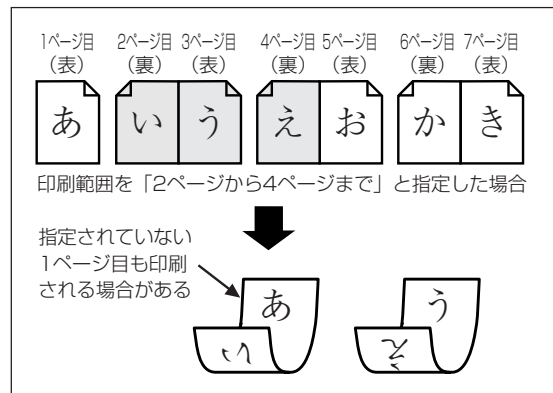 1ページ目 2ページ目 3ページ目 4ページ目 5ページ目 6ページ目 7ページ目
（表） （裏） （表） （裏） （表） （裏） （表）
あ い う え お か き
印刷範囲を「2ページから4ページまで」と指定した場合
指定されていない
1ページ目も印刷
される場合がある
あ う
い え